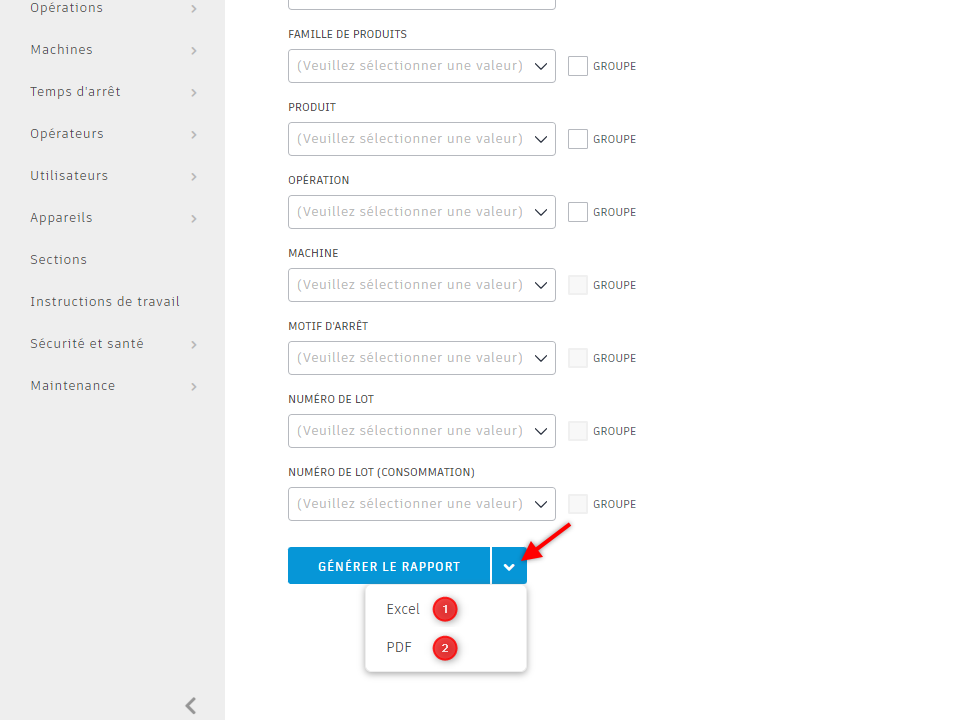 Opérations
Machines
Temps d'arrêt
Opérateurs
Utilisateurs
Appareils
Sections
Instructions de travail
Sécurité et santé
Maintenance
FAMILLE DE PRODUITS
(Veuillez sélectionner une valeur)
GROUPE
PRODUIT
(Veuillez sélectionner une valeur)
GROUPE
OPÉRATION
(Veuillez sélectionner une valeur)
GROUPE
MACHINE
(Veuillez sélectionner une valeur)
GROUPE
MOTIF D'ARRÊT
(Veuillez sélectionner une valeur)
GROUPE
NUMÉRO DE LOT
(Veuillez sélectionner une valeur)
GROUPE
NUMÉRO DE LOT (CONSOMMATION)
(Veuillez sélectionner une valeur)
GROUPE
GÉNÉRER LE RAPPORT
Excel 1
PDF 2